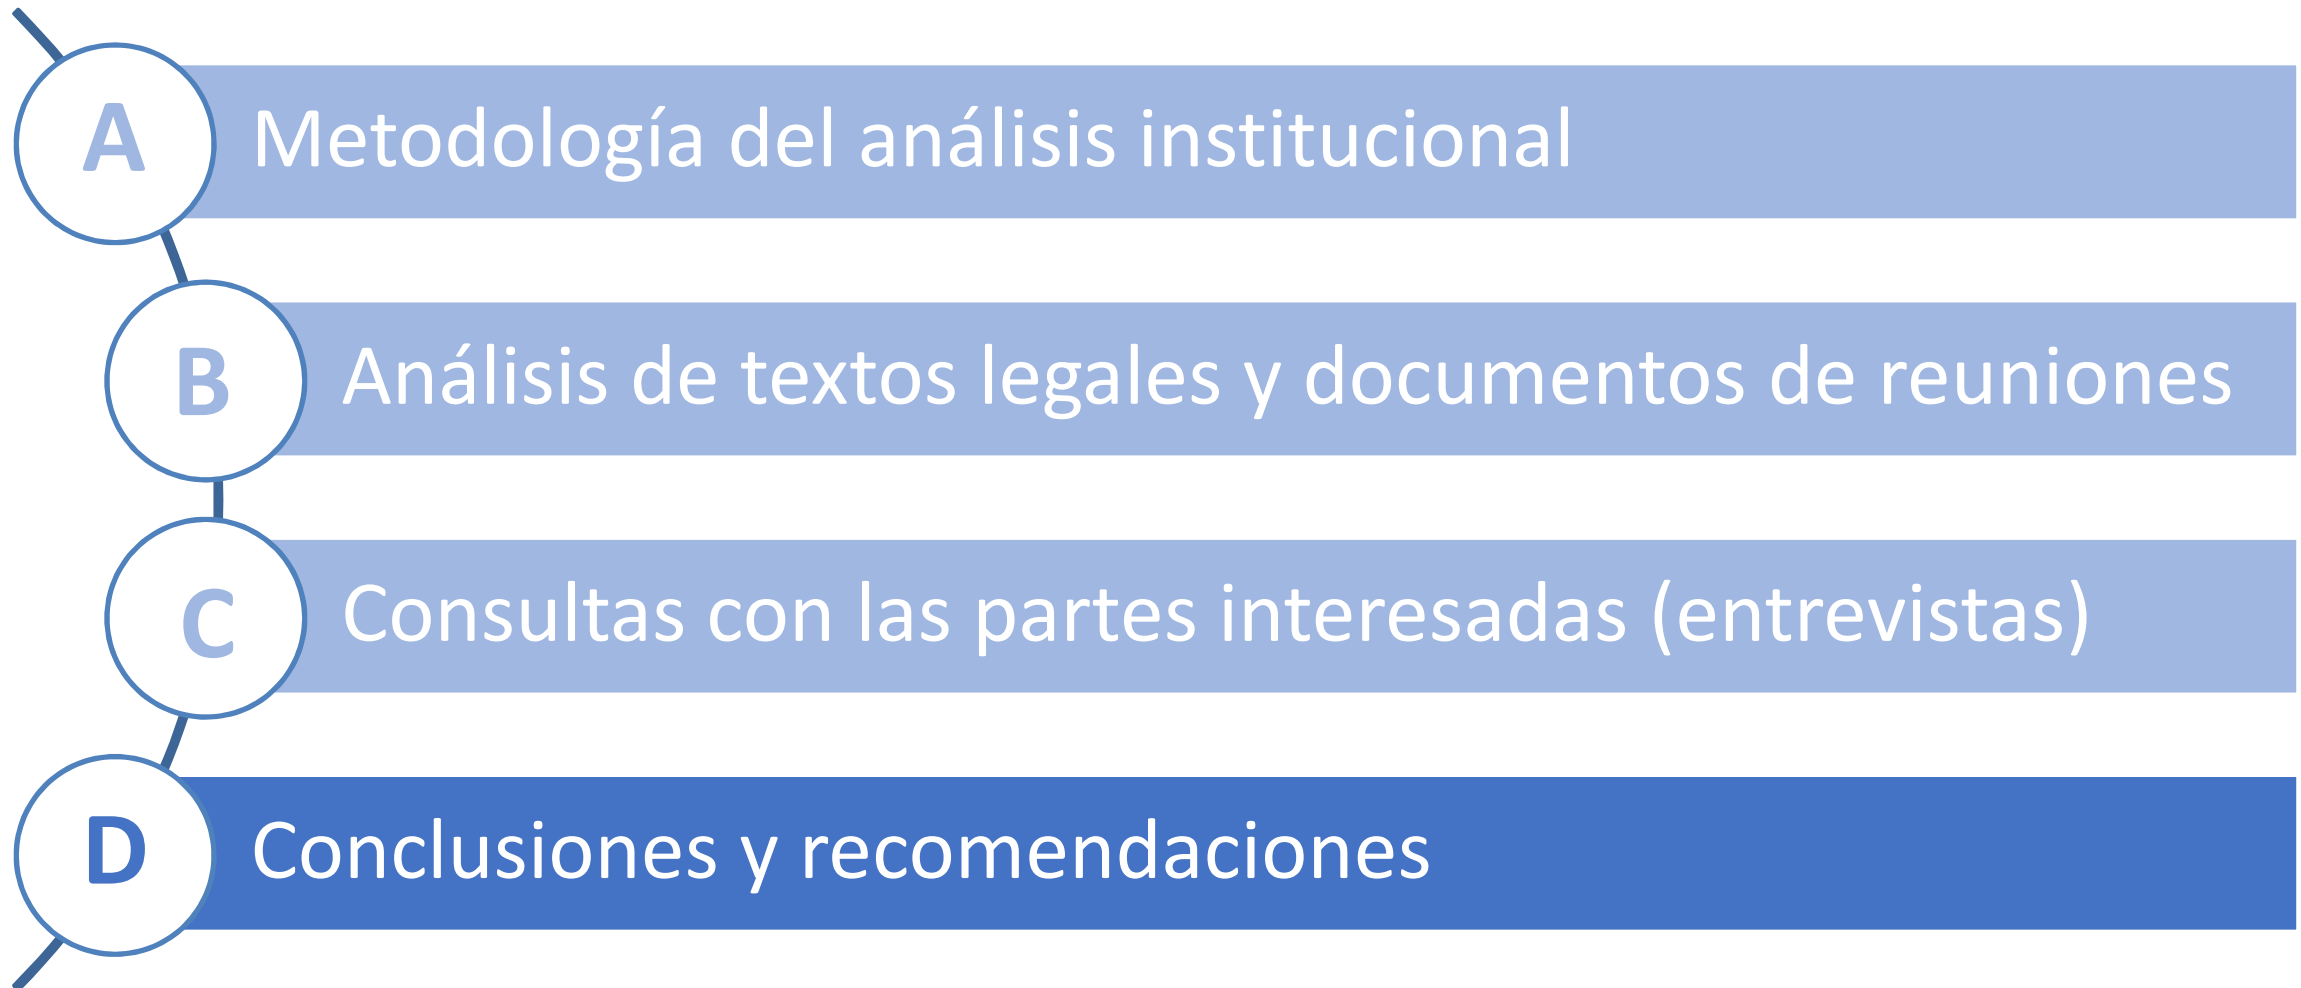 A
Metodología del análisis institucional
B
Análisis de textos legales y documentos de reuniones
C
Consultas con las partes interesadas (entrevistas)
D
Conclusiones y recomendaciones